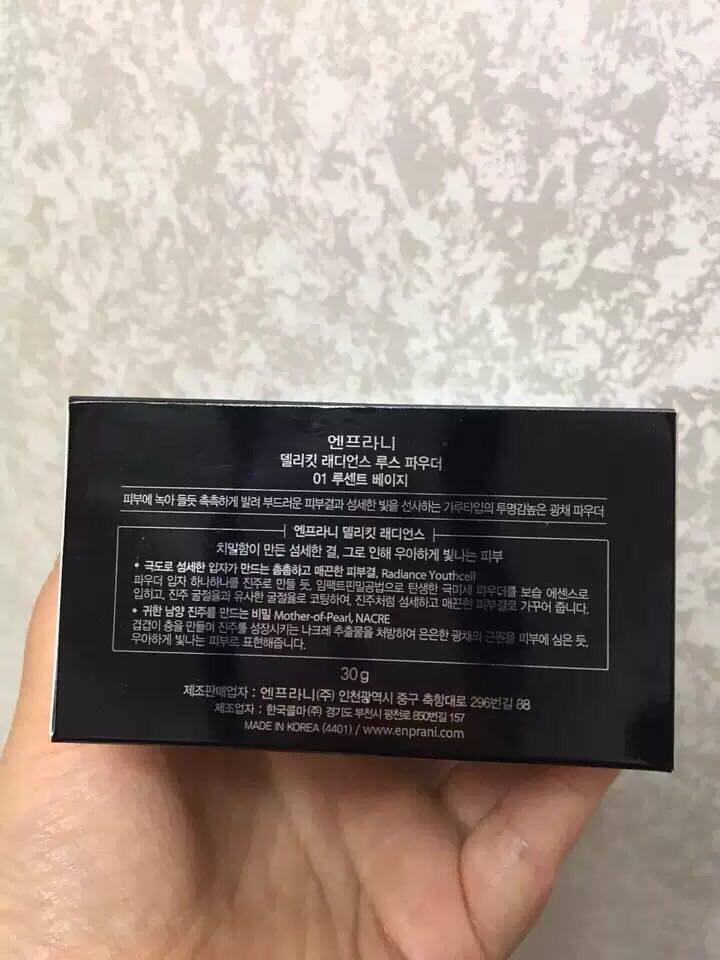 엔프라니
델리킷 래디언스 루스 파우더
01 루센트 베이지
피부에 녹아 들듯 촉촉하게 발려 부드러운 피부결과 섬세한 빛을 선사하는 가루타입의 투명감높은 광채 파우더
엔프라니 델리킷 래디언스
치밀함이 만든 섬세한 결, 그로 인해 우아하게 빛나는 피부
• 극도로 섬세한 입자가 만드는 촘촘하고 매끈한 피부결, Radiance Youthcell
파우더 입자 하나하나를 진주로 만들 듯, 임팩트핀밀공법으로 탄생한 극미세 파우더를 보습 에센스로
입히고, 진주 굴절율과 유사한 굴절율로 코팅하여, 진주처럼 섬세하고 매끈한 피부결로 가꾸어 줍니다.
• 귀한 남양 진주를 만드는 비밀 Mother-of-Pearl, NACRE
겹겹이 층을 만들며 진주를 성장시키는 나크레 추출물을 처방하여 은은한 광채의 근원을 피부에 심은 듯,
우아하게 빛나는 피부로 표현해줍니다.
30g
제조판매업자 : 엔프라니(주) 인천광역시 중구 축항대로 296번길 88
제조업자 : 한국콜마(주) 경기도 부천시 평천로 850번길 157
MADE IN KOREA (4401) / www.enprani.com